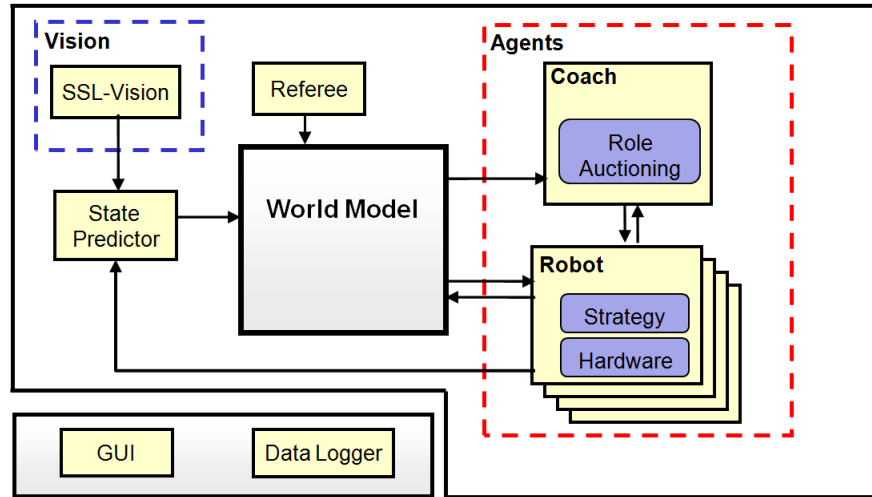 Vision
SSL-Vision
Referee
Agents
Coach
Role
Auctioning
State
Predictor
World Model
Robot
Strategy
Hardware
GUI
Data Logger